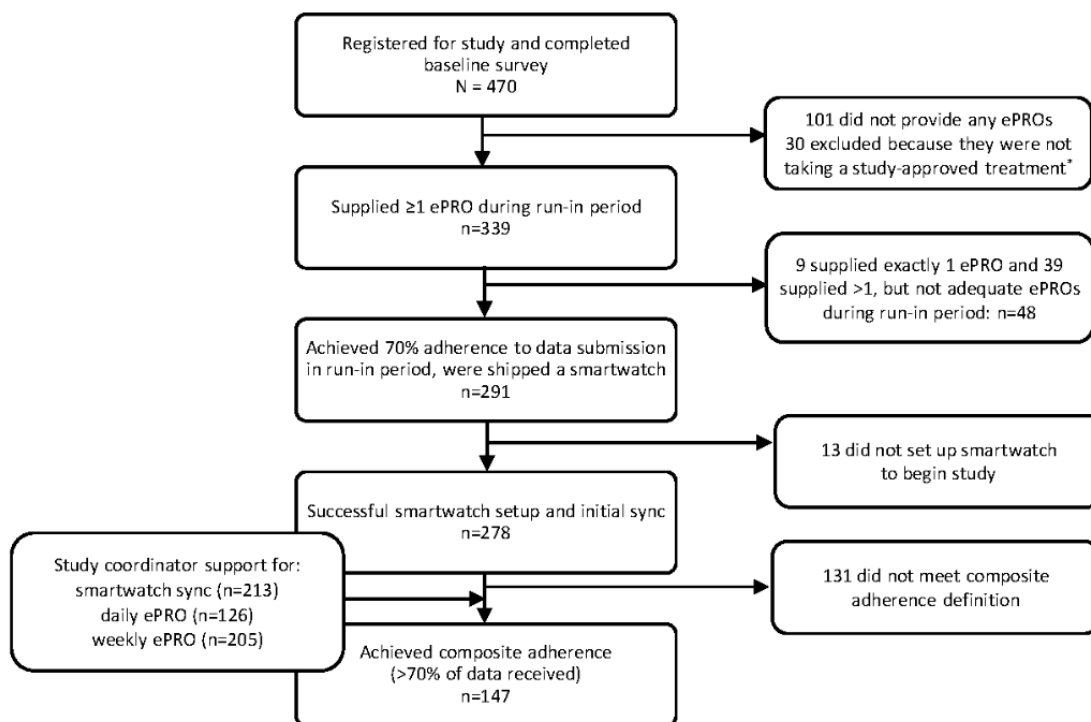 Registered for study and completed
baseline survey
N = 470
101 did not provide any ePROs
30 excluded because they were not
taking a study-approved treatment*
Supplied ≥1 ePRO during run-in period
n=339
9 supplied exactly 1 ePRO and 39
supplied >1, but not adequate ePROs
during run-in period: n=48
Achieved 70% adherence to data submission
in run-in period, were shipped a smartwatch
n=291
13 did not set up smartwatch
to begin study
Successful smartwatch setup and initial sync
n=278
Study coordinator support for:
smartwatch sync (n=213)
daily ePRO (n=126)
weekly ePRO (n=205)
131 did not meet composite
adherence definition
Achieved composite adherence
(>70% of data received)
n=147